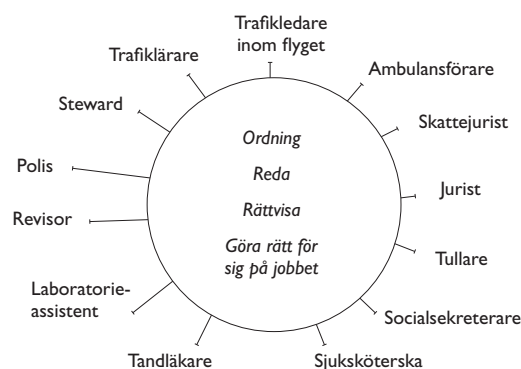 Trafikledare
inom flyget
Trafiklärare
Ambulansförare
Steward
Skattejurist
Ordning
Polis
Reda
Jurist
Rättvisa
Revisor
Göra rätt för
sig på jobbet
Tullare
Laboratorie-
assistent
Socialsekreterare
Tandläkare
Sjuksköterska